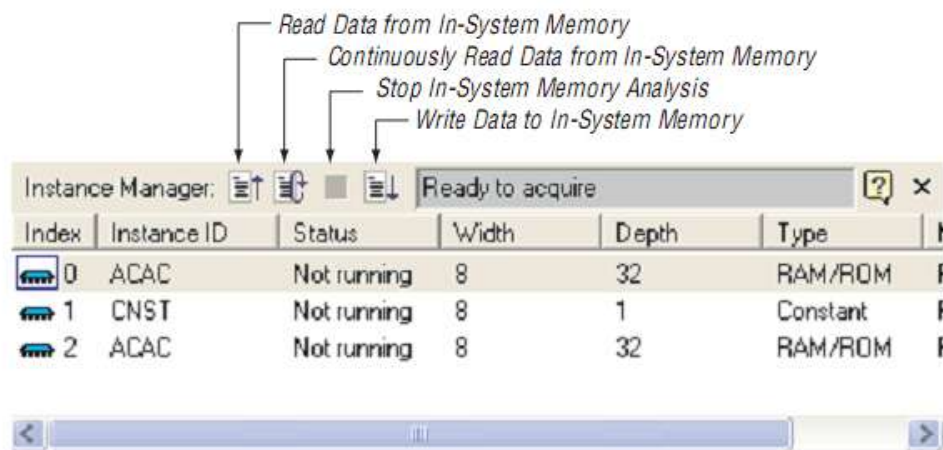 Read Data from In-System Memory
Continuously Read Data from In-System Memory
Stop In-System Memory Analysis
Write Data to In-System Memory
Instance Manager: Ready to acquire
Index Instance ID Status Width Depth Type
0 ACAC Not running 8 32 RAM/ROM
1 CNST Not running 8 1 Constant
2 ACAC Not running 8 32 RAM/ROM